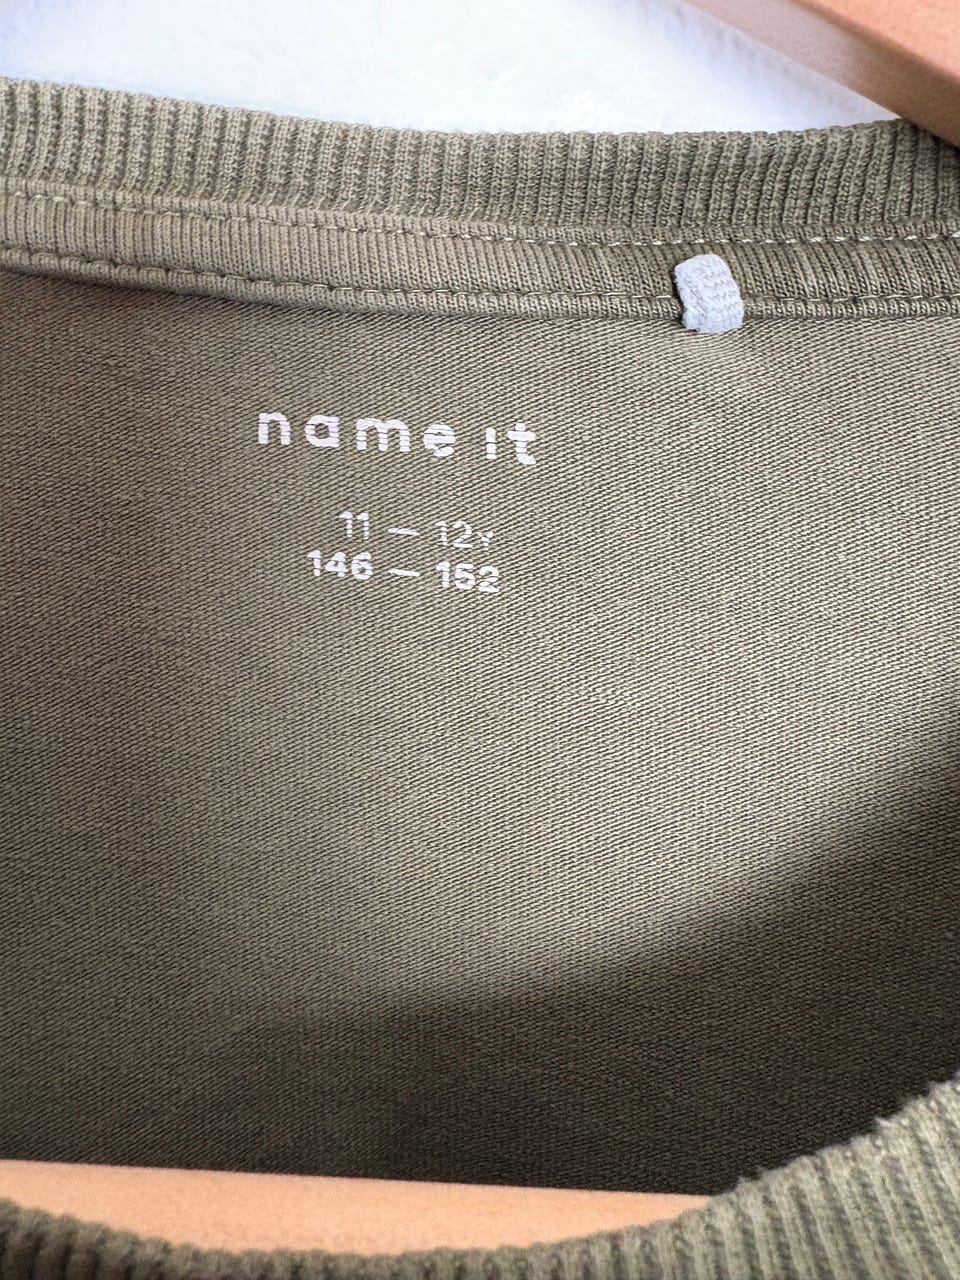 name it
11 — 12Y
146 — 152